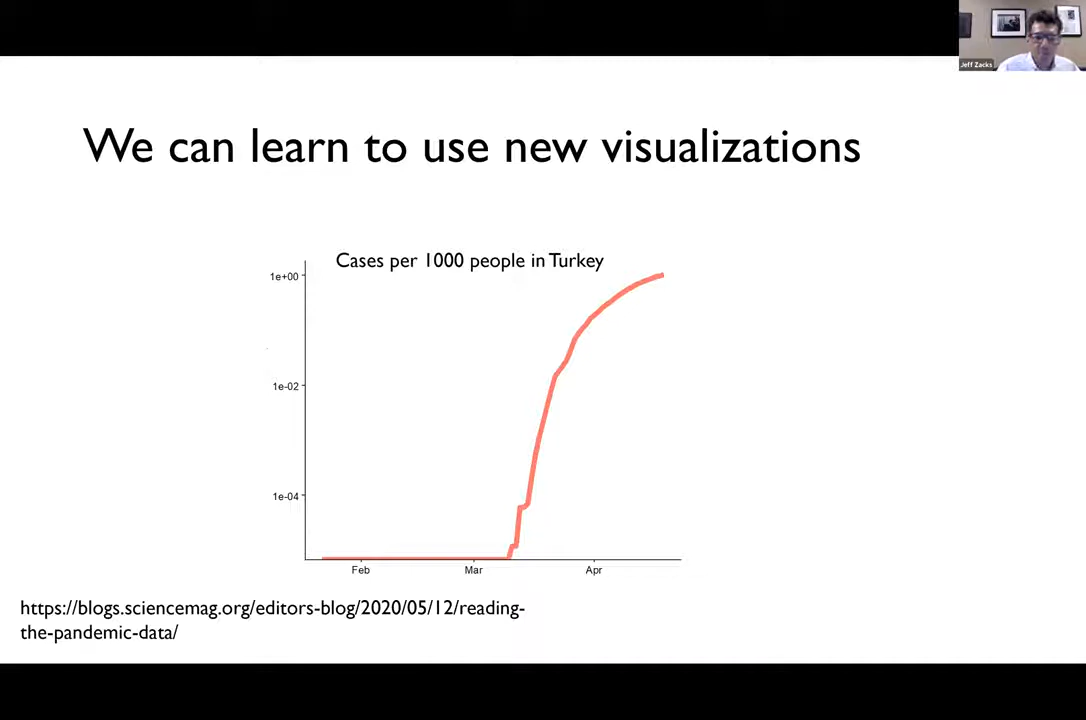 Jeff Zacks
We can learn to use new visualizations
Cases per 1000 people in Turkey
1e+00
1e-02
1e-04
Feb Mar Apr
https://blogs.sciencemag.org/editors-blog/2020/05/12/reading-
the-pandemic-data/